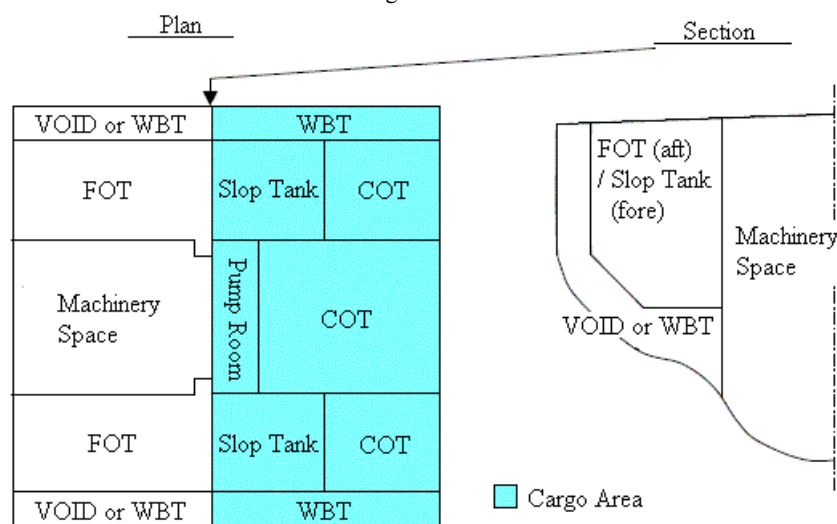 Plan
Section
VOID or WBT
WBT
FOT
Slop Tank
COT
Machinery
Space
Pump Room
COT
FOT
Slop Tank
COT
VOID or WBT
WBT
FOT (aft)
/ Slop Tank
(fore)
Machinery
Space
VOID or WBT
Cargo Area